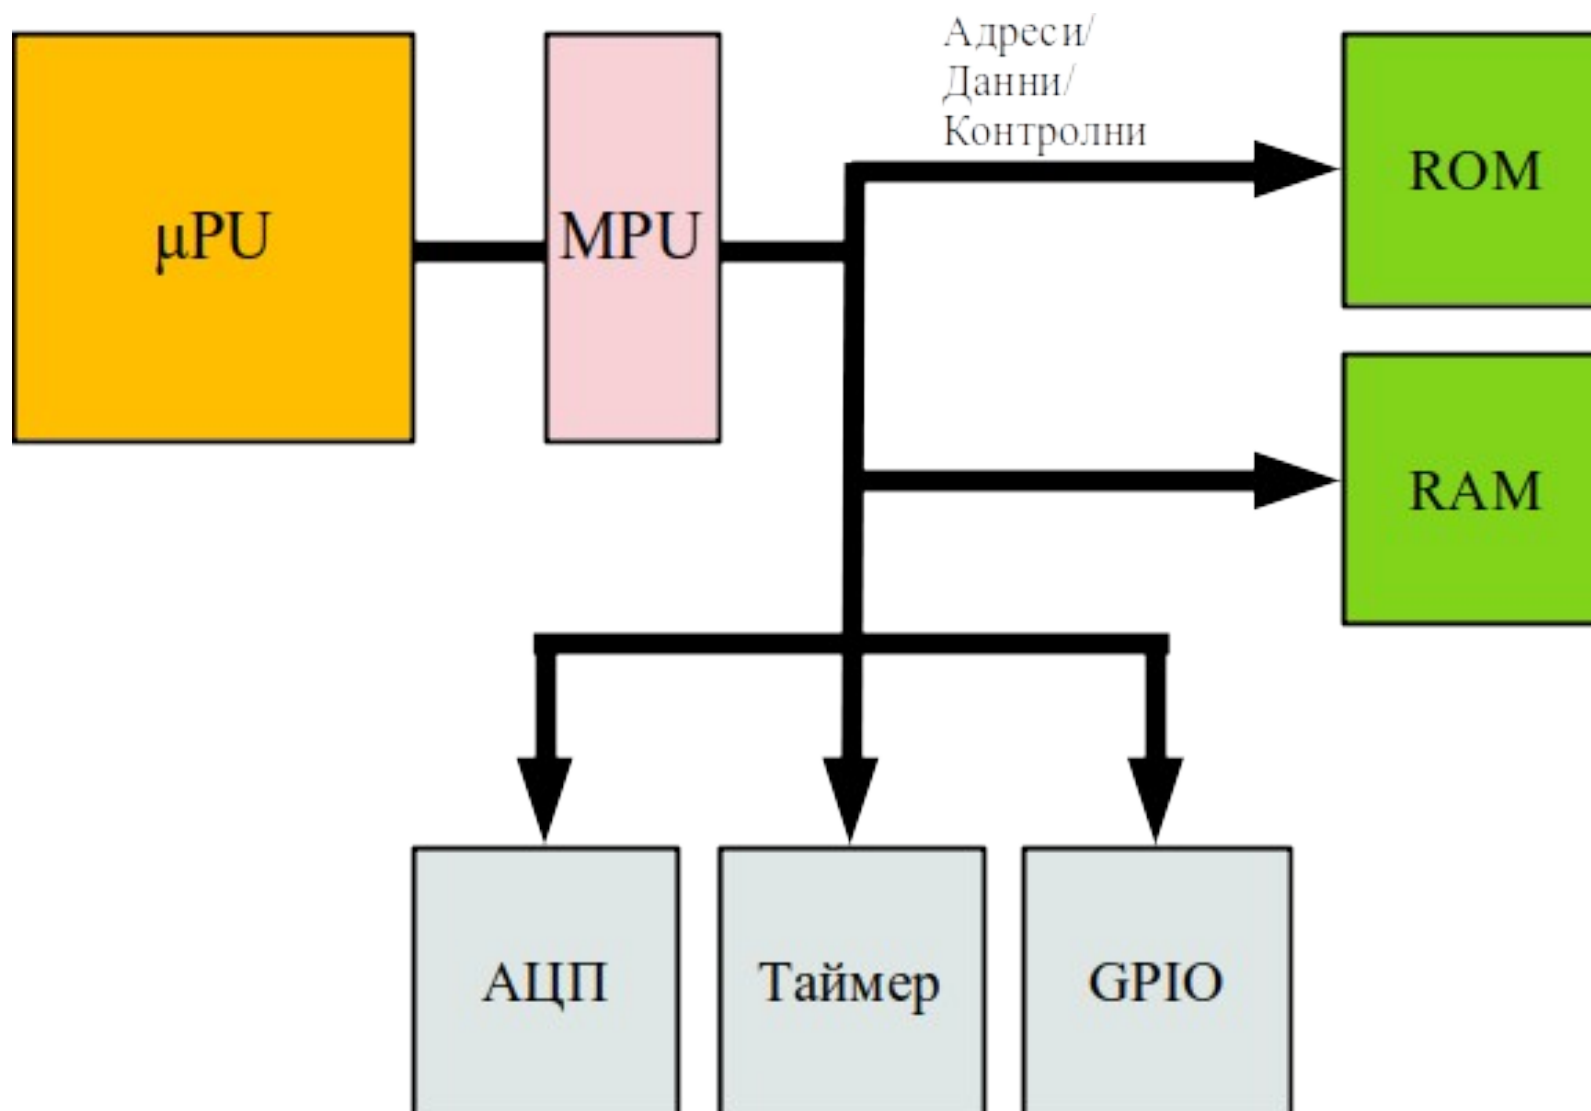 Адреси/
Данни/
Контролни
μPU
MPU
ROM
RAM
АЦП
Таймер
GPIO